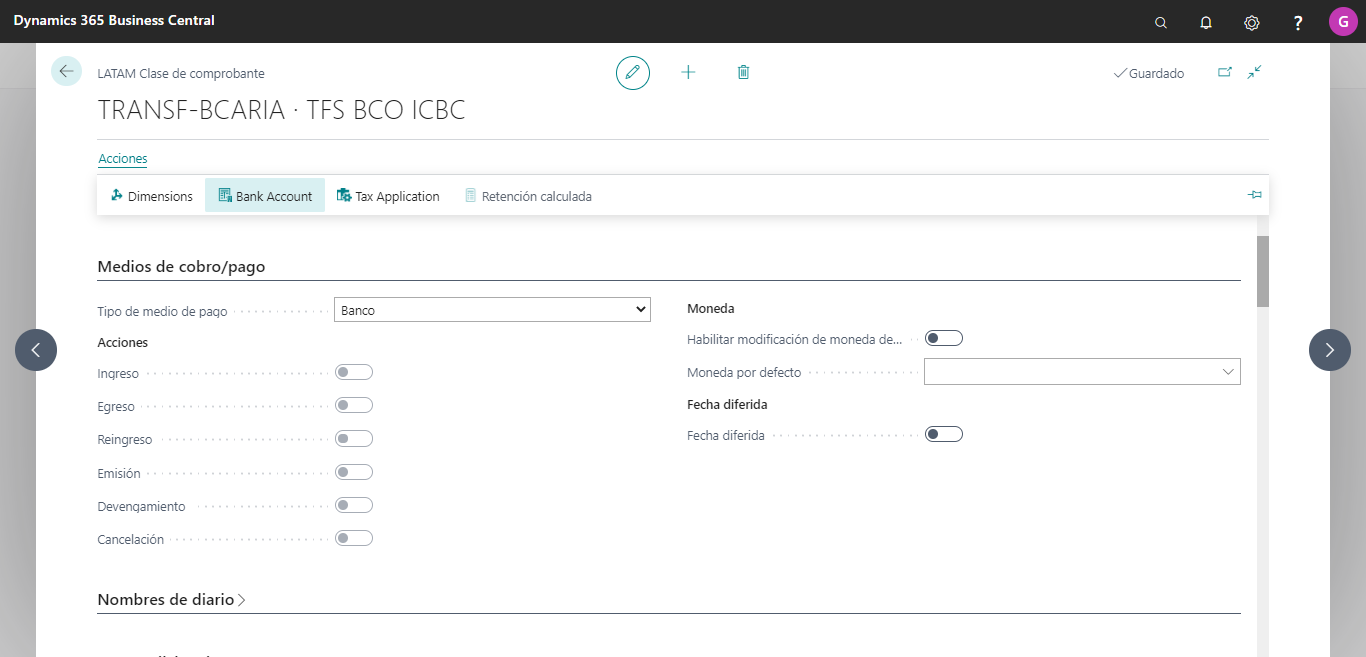 Dynamics 365 Business Central
? G
LATAM Clase de comprobante
Guardado
TRANSF-BCARIA · TFS BCO ICBC
Acciones
Dimensions Bank Account Tax Application Retención calculada
Medios de cobro/pago
Tipo de medio de pago Banco
Acciones
Ingreso
Egreso
Reingreso
Emisión
Devengamiento
Cancelación
Moneda
Habilitar modificación de moneda de...
Moneda por defecto
Fecha diferida
Fecha diferida
Nombres de diario